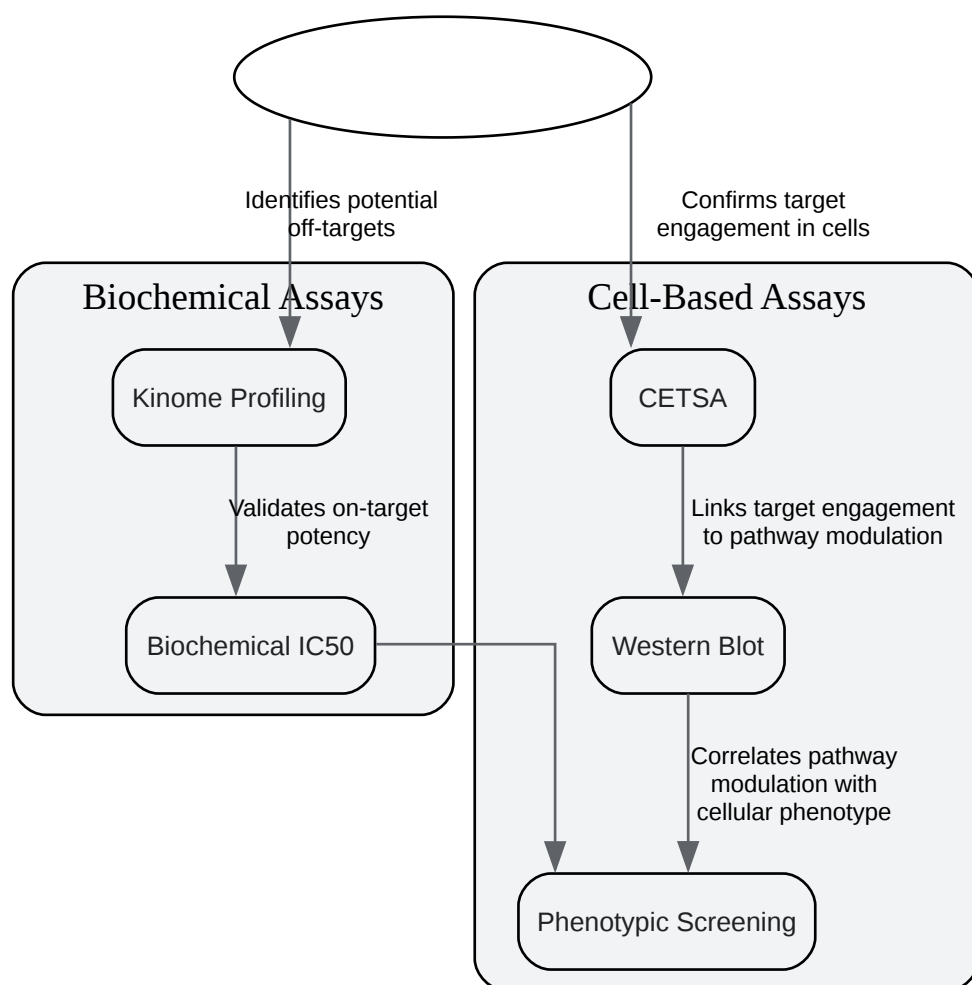 Identifies potential
off-targets
Confirms target
engagement in cells
Biochemical Assays
Cell-Based Assays
Kinome Profiling
CETSA
Validates on-target
potency
Links target engagement
to pathway modulation
Biochemical IC50
Western Blot
Correlates pathway
modulation with
cellular phenotype
Phenotypic Screening